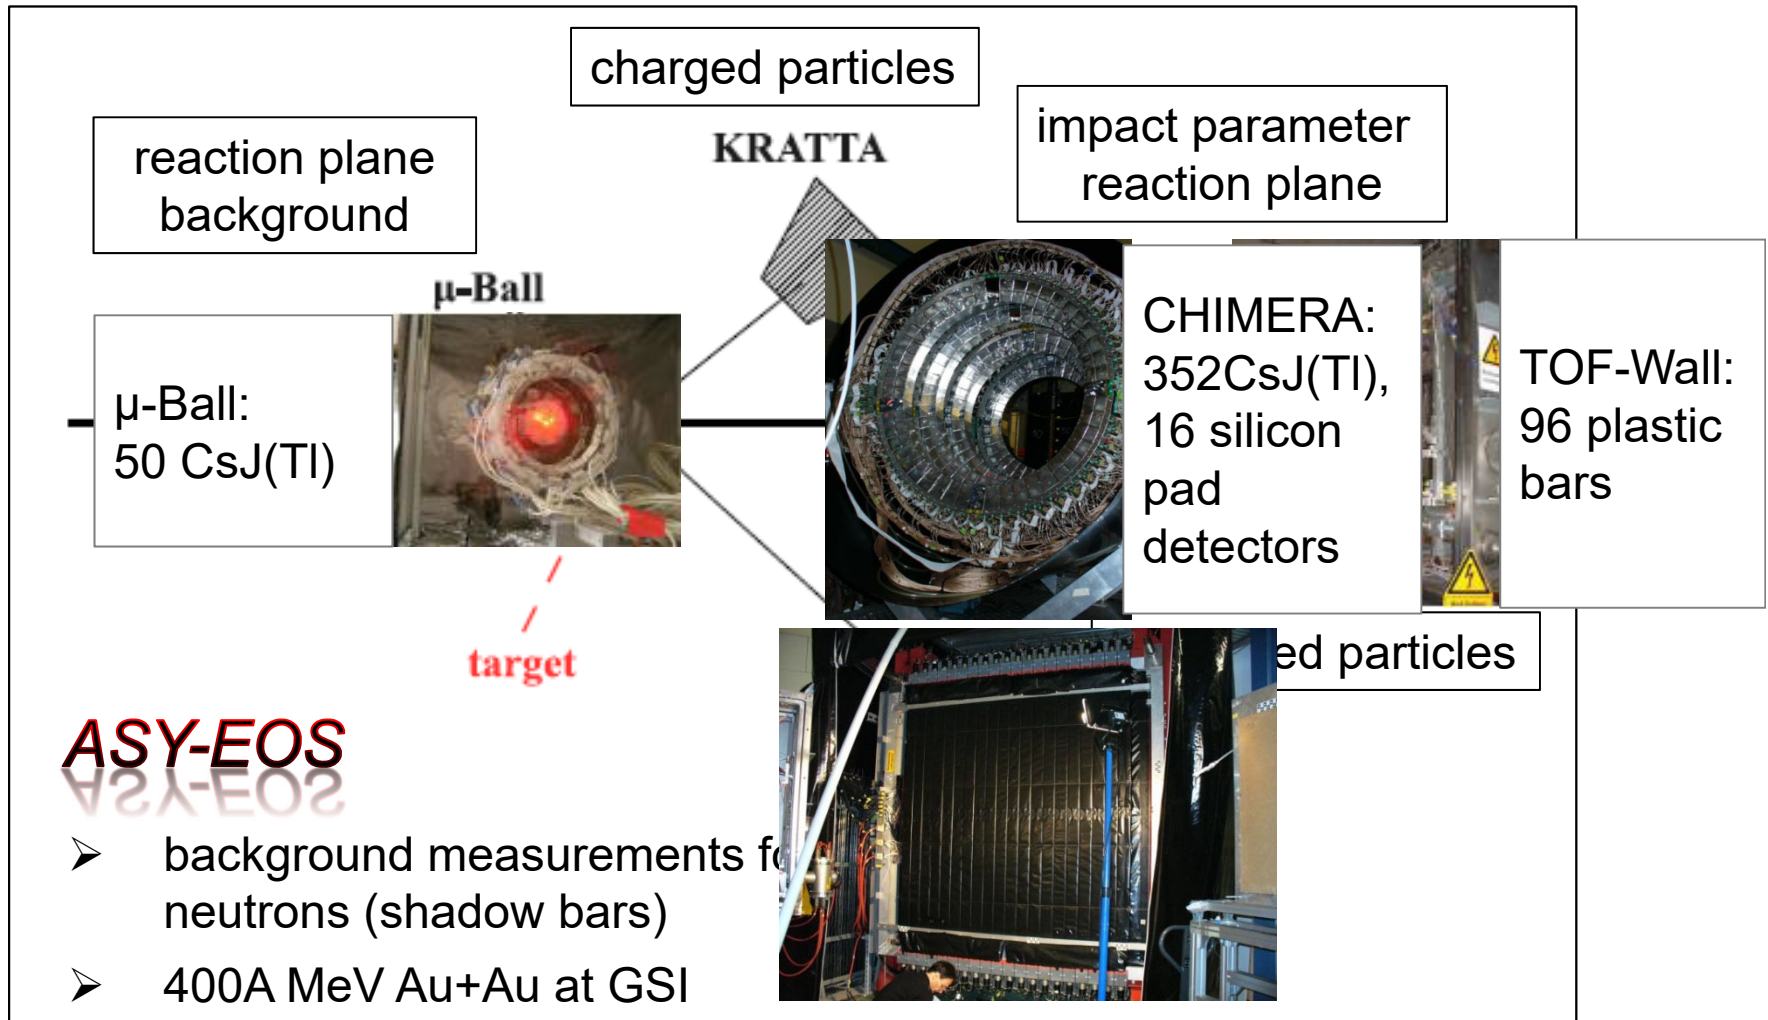 charged particles
reaction plane
background
KRATTA
impact parameter
reaction plane
μ-Ball
µ-Ball:
50 CsJ(Tl)
CHIMERA:
352CsJ(Tl),
16 silicon
pad
detectors
TOF-Wall:
96 plastic
bars
target
ed particles
ASY-EOS
➢ background measurements fo
neutrons (shadow bars)
➢ 400A MeV Au+Au at GSI